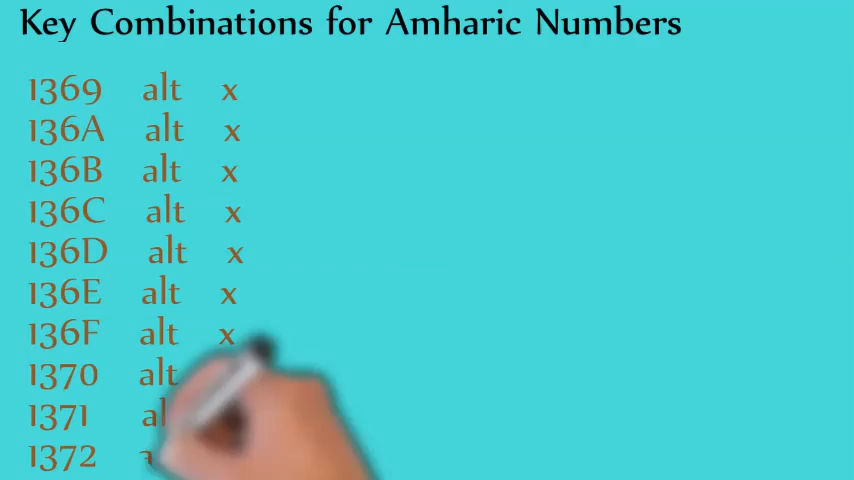 Key Combinations for Amharic Numbers
1369 alt x
136A alt x
136B alt x
136C alt x
136D alt x
136E alt x
136F alt x
1370 alt
1371
1372